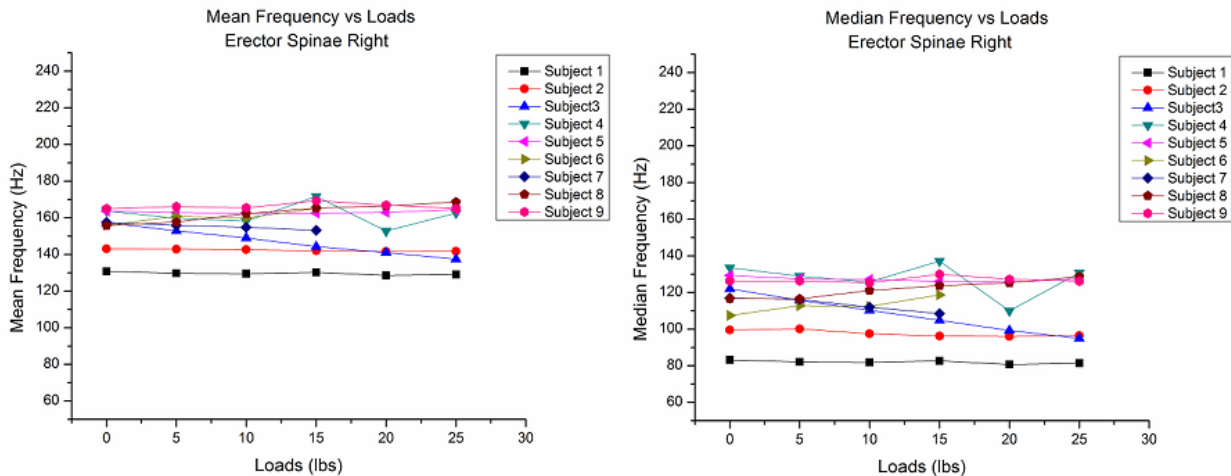 Mean Frequency vs Loads
Erector Spinae Right
240
220
200
180
160
140
120
100
80
60
Mean Frequency (Hz)
0 5 10 15 20 25 30
Loads (lbs)
Subject 1
Subject 2
Subject3
Subject 4
Subject 5
Subject 6
Subject 7
Subject 8
Subject 9
Median Frequency vs Loads
Erector Spinae Right
240
220
200
180
160
140
120
100
80
60
Median Frequency (Hz)
0 5 10 15 20 25 30
Loads (lbs)
Subject 1
Subject 2
Subject3
Subject 4
Subject 5
Subject 6
Subject 7
Subject 8
Subject 9